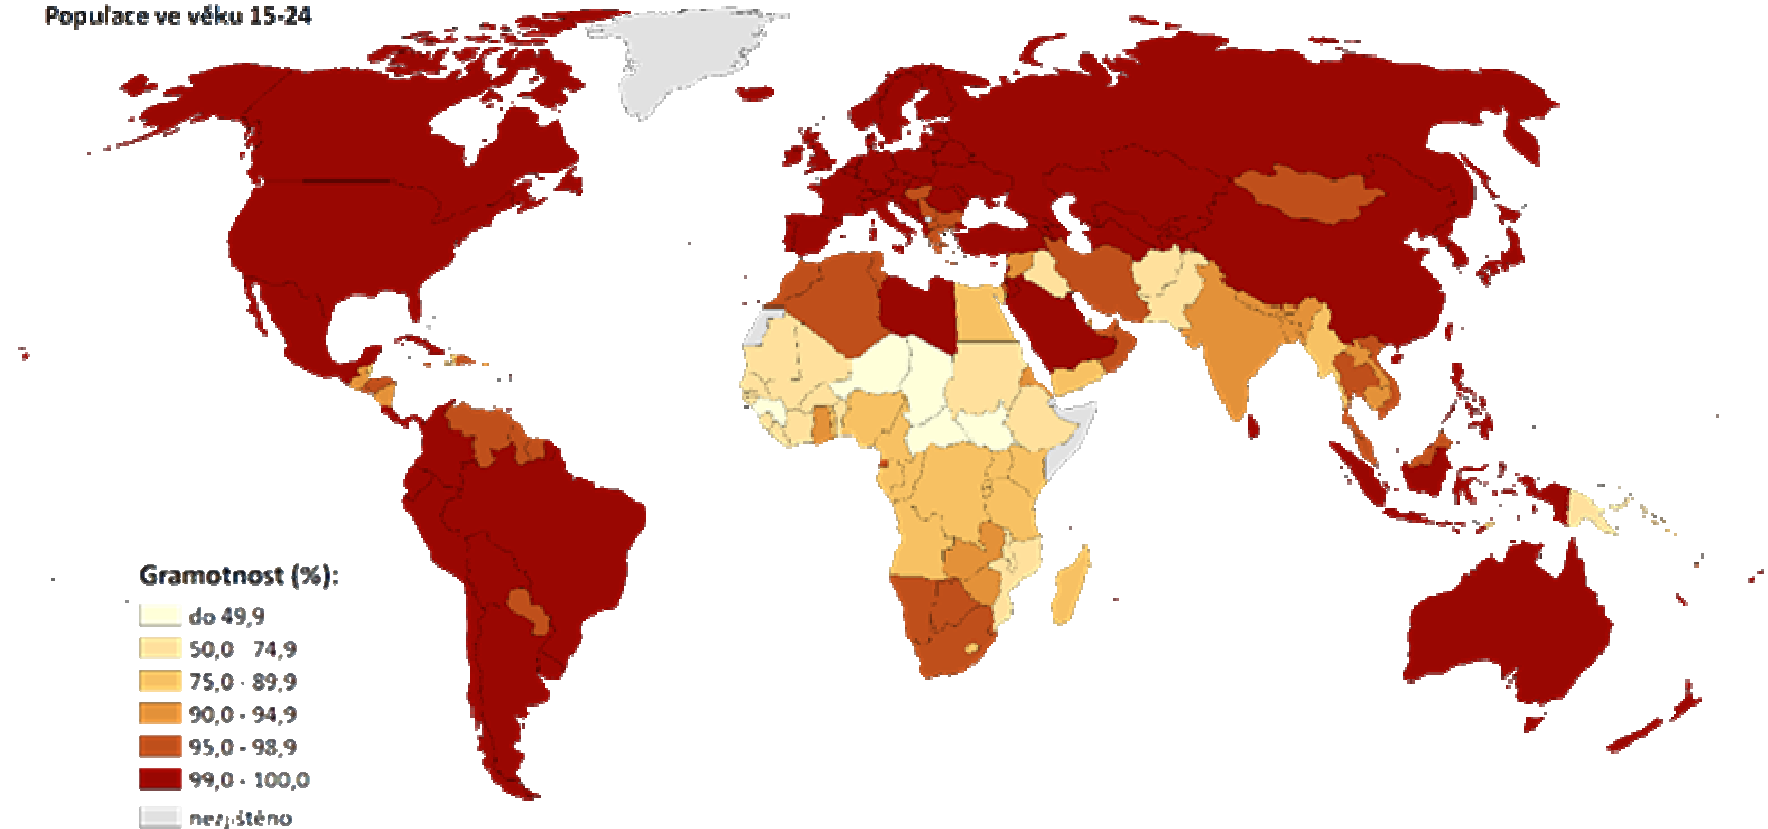 Populace ve věku 15-24
Gramotnost (%):
do 49,9
50,0 74,9
75,0 - 89,9
90,0 - 94,9
95,0 - 98,9
99,0 - 100,0
nezjištěno